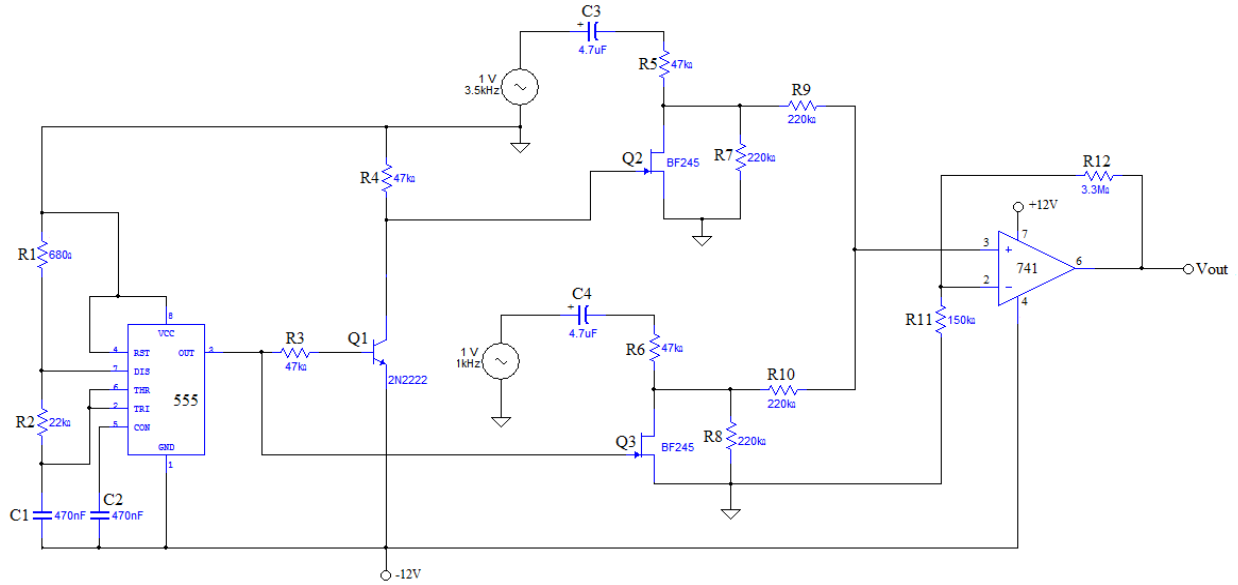 C3
+
4.7uF
R5
47kΩ
1 V
3.5kHz
R9
220kΩ
R4
47kΩ
Q2
BF245
R7
220kΩ
R12
3.3MΩ
+12V
R1
680Ω
3
+
7
741
6
Vout
2
−
4
C4
+
4.7uF
R11
150kΩ
8
VCC
4
RST
OUT
3
R3
47kΩ
Q1
2N2222
1 V
1kHz
R6
47kΩ
7
DIS
6
THR
555
2
TRI
5
CON
GND
1
R2
22kΩ
R10
220kΩ
Q3
BF245
R8
220kΩ
C1
470nF
C2
470nF
-12V